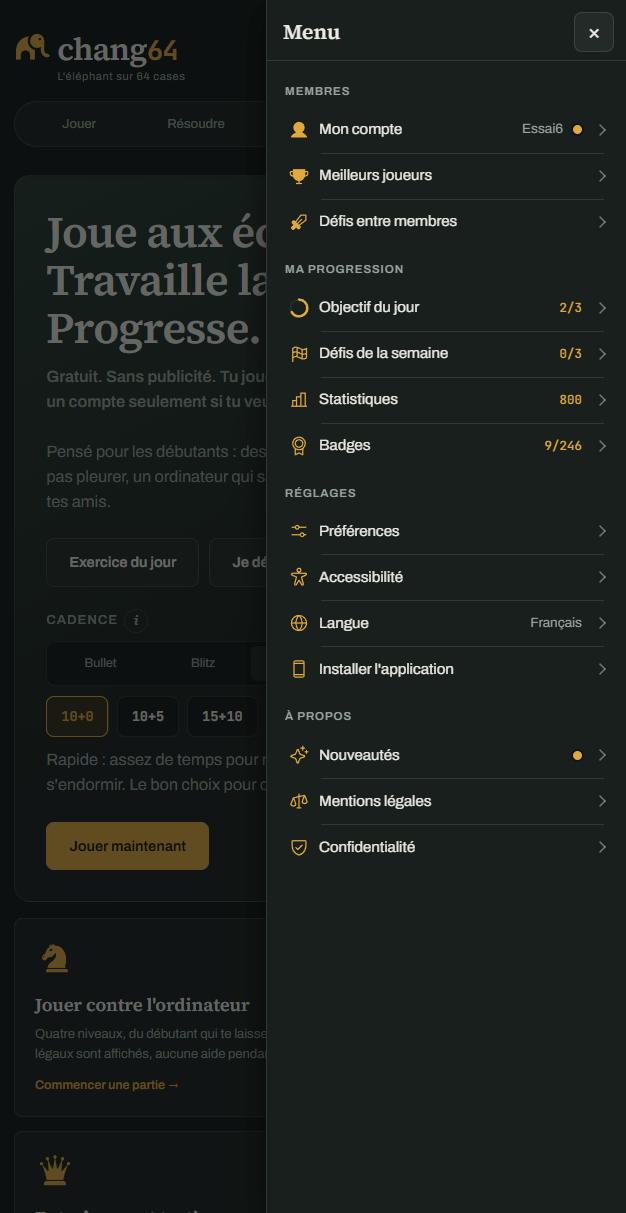 chang64
L'éléphant sur 64 cases
Jouer
Résoudre
Joue aux éc
Travaille la
Progresse.
Gratuit. Sans publicité. Tu joue
un compte seulement si tu veu
Pensé pour les débutants : des
pas pleurer, un ordinateur qui s
tes amis.
Exercice du jour
Je dé
CADENCE i
Bullet
Blitz
10+0
10+5
15+10
Rapide : assez de temps pour r
s'endormir. Le bon choix pour c
Jouer maintenant
Jouer contre l'ordinateur
Quatre niveaux, du débutant qui te laisse
légaux sont affichés, aucune aide pendan
Commencer une partie →
Menu
×
MEMBRES
Mon compte Essai6
Meilleurs joueurs
Défis entre membres
MA PROGRESSION
Objectif du jour 2/3
Défis de la semaine 0/3
Statistiques 800
Badges 9/246
RÉGLAGES
Préférences
Accessibilité
Langue Français
Installer l'application
À PROPOS
Nouveautés
Mentions légales
Confidentialité